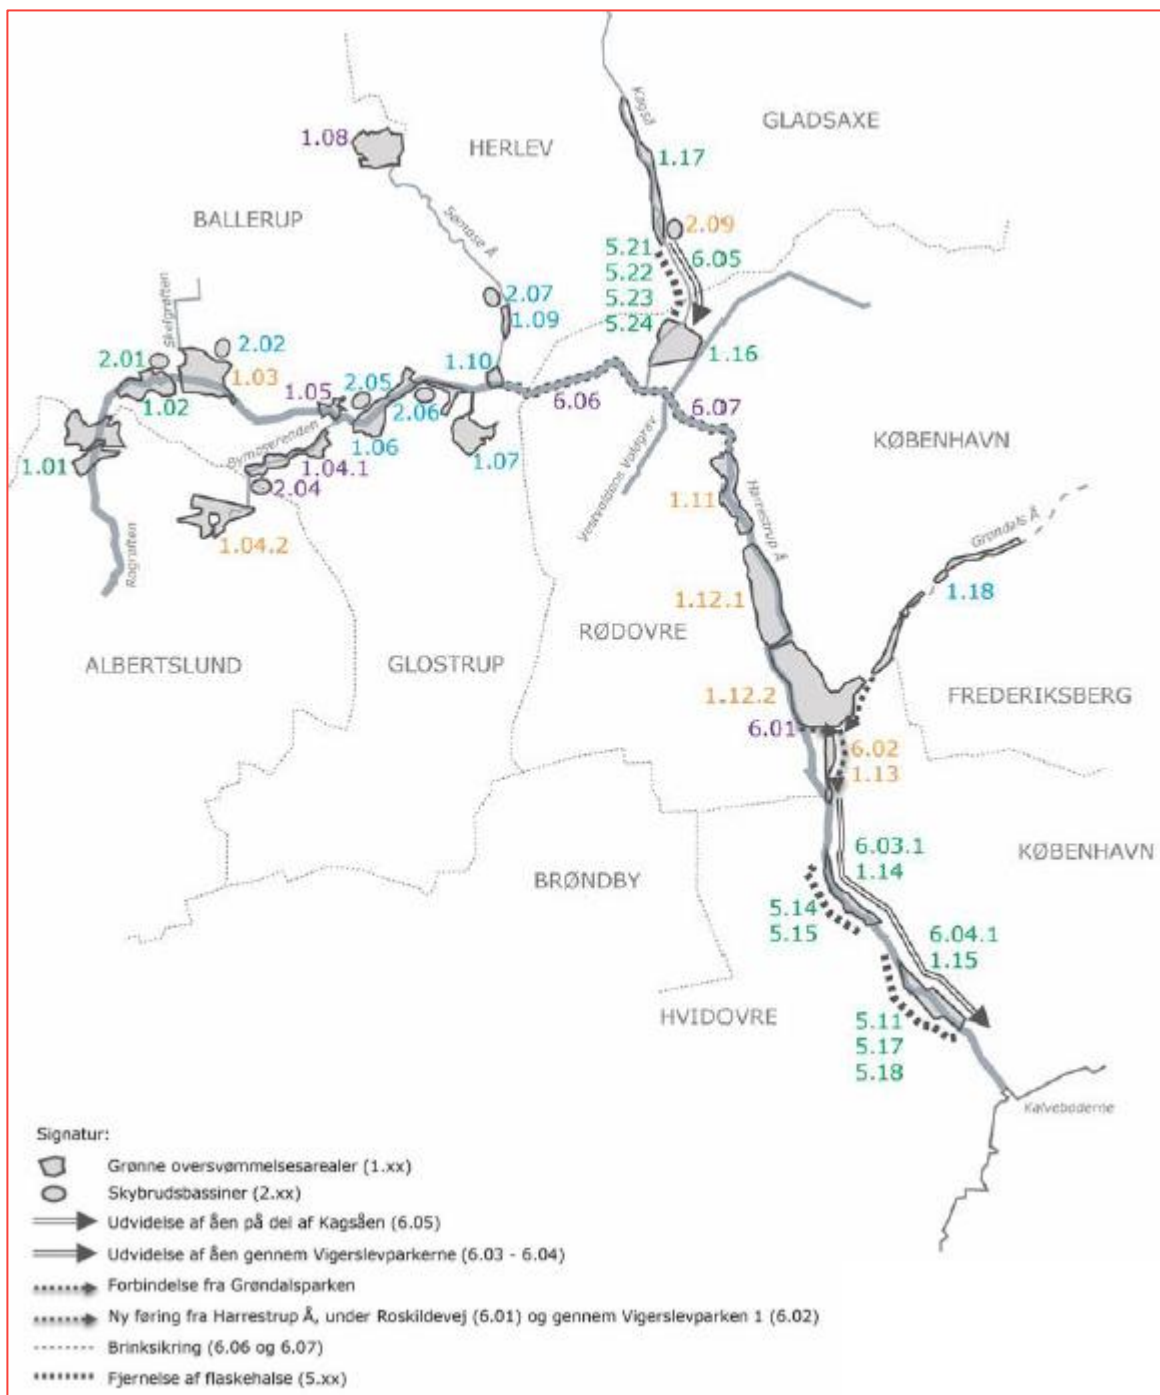 Kagså
GLADSAXE
1.08
HERLEV
1.17
BALLERUP
Sømose Å
2.09
5.21
6.05
5.22
5.23
5.24
Skelgrøften
2.07
1.09
2.01
2.02
1.10
1.16
1.03
1.05
2.05
1.02
2.06
6.06
6.07
KØBENHAVN
1.01
Bymoserenden
1.06
1.04.1
1.07
2.04
Vestvoldens Voldgrav
1.11
Harrestrup Å
Grøndals Å
1.04.2
Rogrøften
1.18
1.12.1
RØDOVRE
ALBERTSLUND
GLOSTRUP
FREDERIKSBERG
1.12.2
6.01
6.02
1.13
6.03.1
KØBENHAVN
1.14
BRØNDBY
5.14
5.15
6.04.1
1.15
HVIDOVRE
5.11
5.17
5.18
Kalveboderne
Signatur:
Grønne oversvømmelsesarealer (1.xx)
Skybrudsbassiner (2.xx)
Udvidelse af åen på del af Kagsåen (6.05)
Udvidelse af åen gennem Vigerslevparkerne (6.03 - 6.04)
Forbindelse fra Grøndalsparken
Ny føring fra Harrestrup Å, under Roskildevej (6.01) og gennem Vigerslevparken 1 (6.02)
Brinksikring (6.06 og 6.07)
Fjernelse af flaskehalse (5.xx)